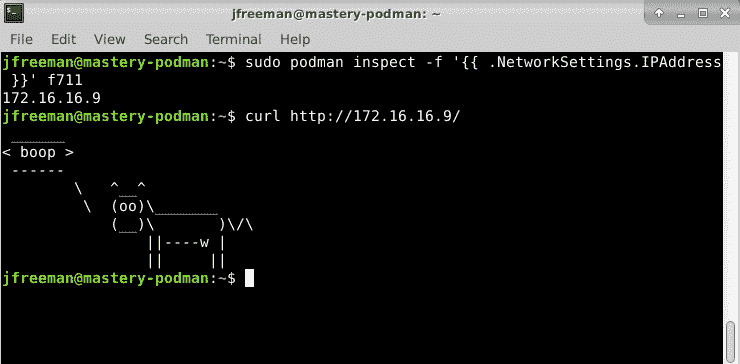 jfreeman@mastery-podman: ~
File Edit View Search Terminal Help
jfreeman@mastery-podman:~$ sudo podman inspect -f '{{ .NetworkSettings.IPAddress
 }}' f711
172.16.16.9
jfreeman@mastery-podman:~$ curl http://172.16.16.9/
 ______
< boop >
 ------
        \   ^__^
         \  (oo)\_______
            (__)\       )\/\
                ||----w |
                ||     ||
jfreeman@mastery-podman:~$